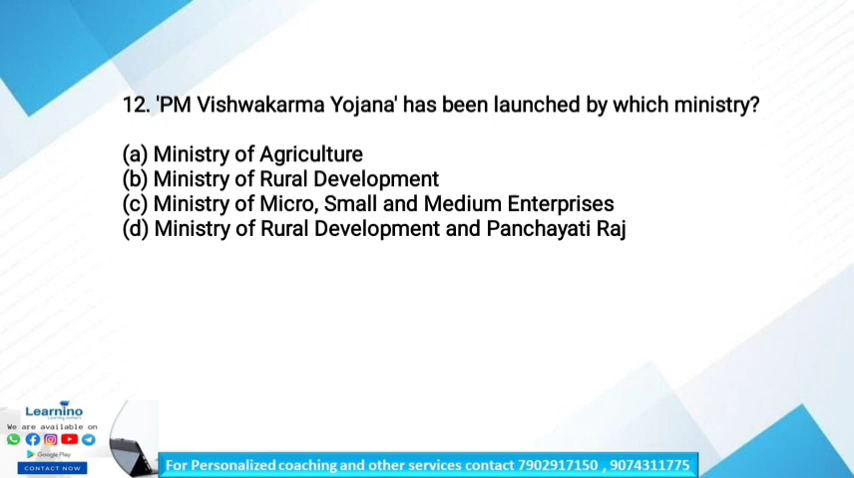 12. 'PM Vishwakarma Yojana' has been launched by which ministry?
(a) Ministry of Agriculture
(b) Ministry of Rural Development
(c) Ministry of Micro, Small and Medium Enterprises
(d) Ministry of Rural Development and Panchayati Raj
Learnino
We are available on
Google Play
CONTACT NOW
For Personalized coaching and other services contact 7902917150 , 9074311775